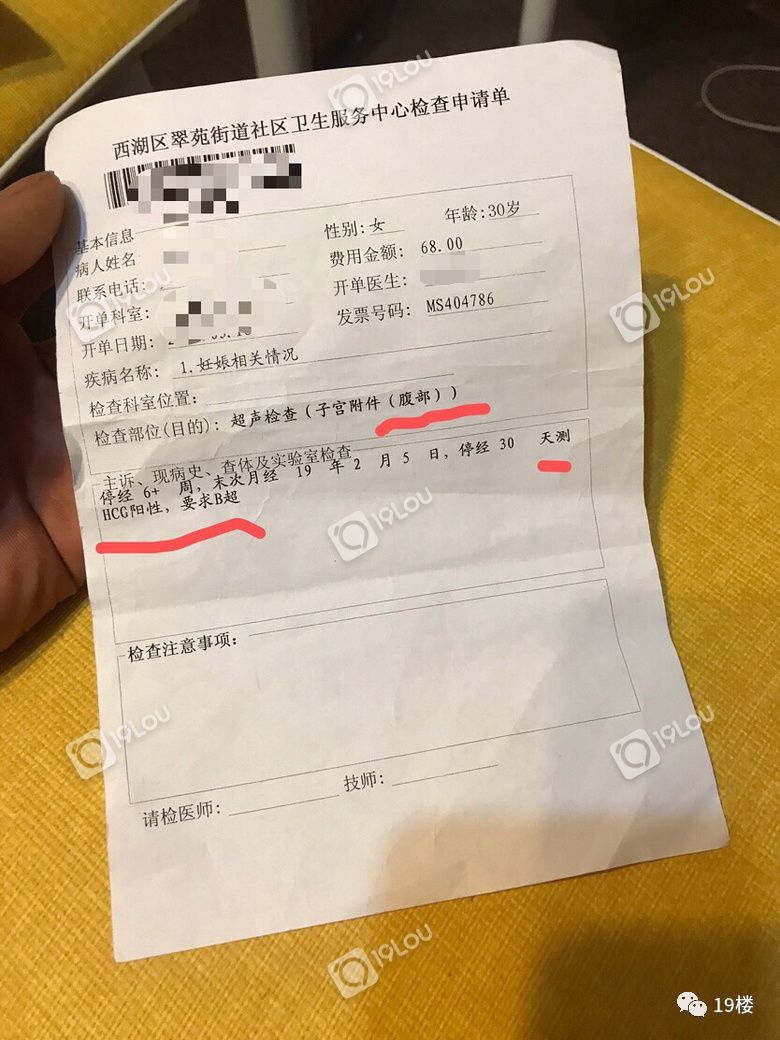 西湖区翠苑街道社区卫生服务中心检查申请单
基本信息
性别:女 年龄:30岁
病人姓名
费用金额: 68.00
联系电话:
开单医生:
开单科室:
发票号码: MS404786
开单日期:
疾病名称: 1.妊娠相关情况
检查科室位置:
检查部位(目的): 超声检查(子宫附件(腹部))
主诉、现病史、查体及实验室检查
停经 6+ 周,末次月经 19 年 2 月 5 日,停经 30 天测
HCG阳性,要求B超
检查注意事项:
请检医师: 技师:
19LOU
19LOU
19LOU
19LOU
19LOU
19LOU
19LOU
19楼